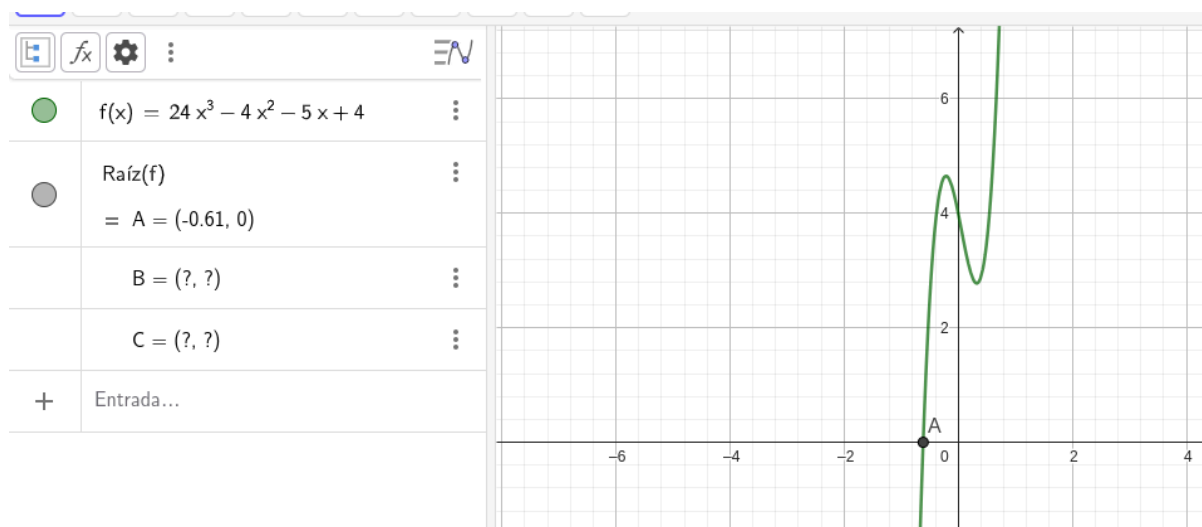 fx
f(x) = 24 x³ − 4 x² − 5 x + 4
Raíz(f)
= A = (-0.61, 0)
B = (?, ?)
C = (?, ?)
+ Entrada…
6
4
2
A
–6 –4 –2 0 2 4